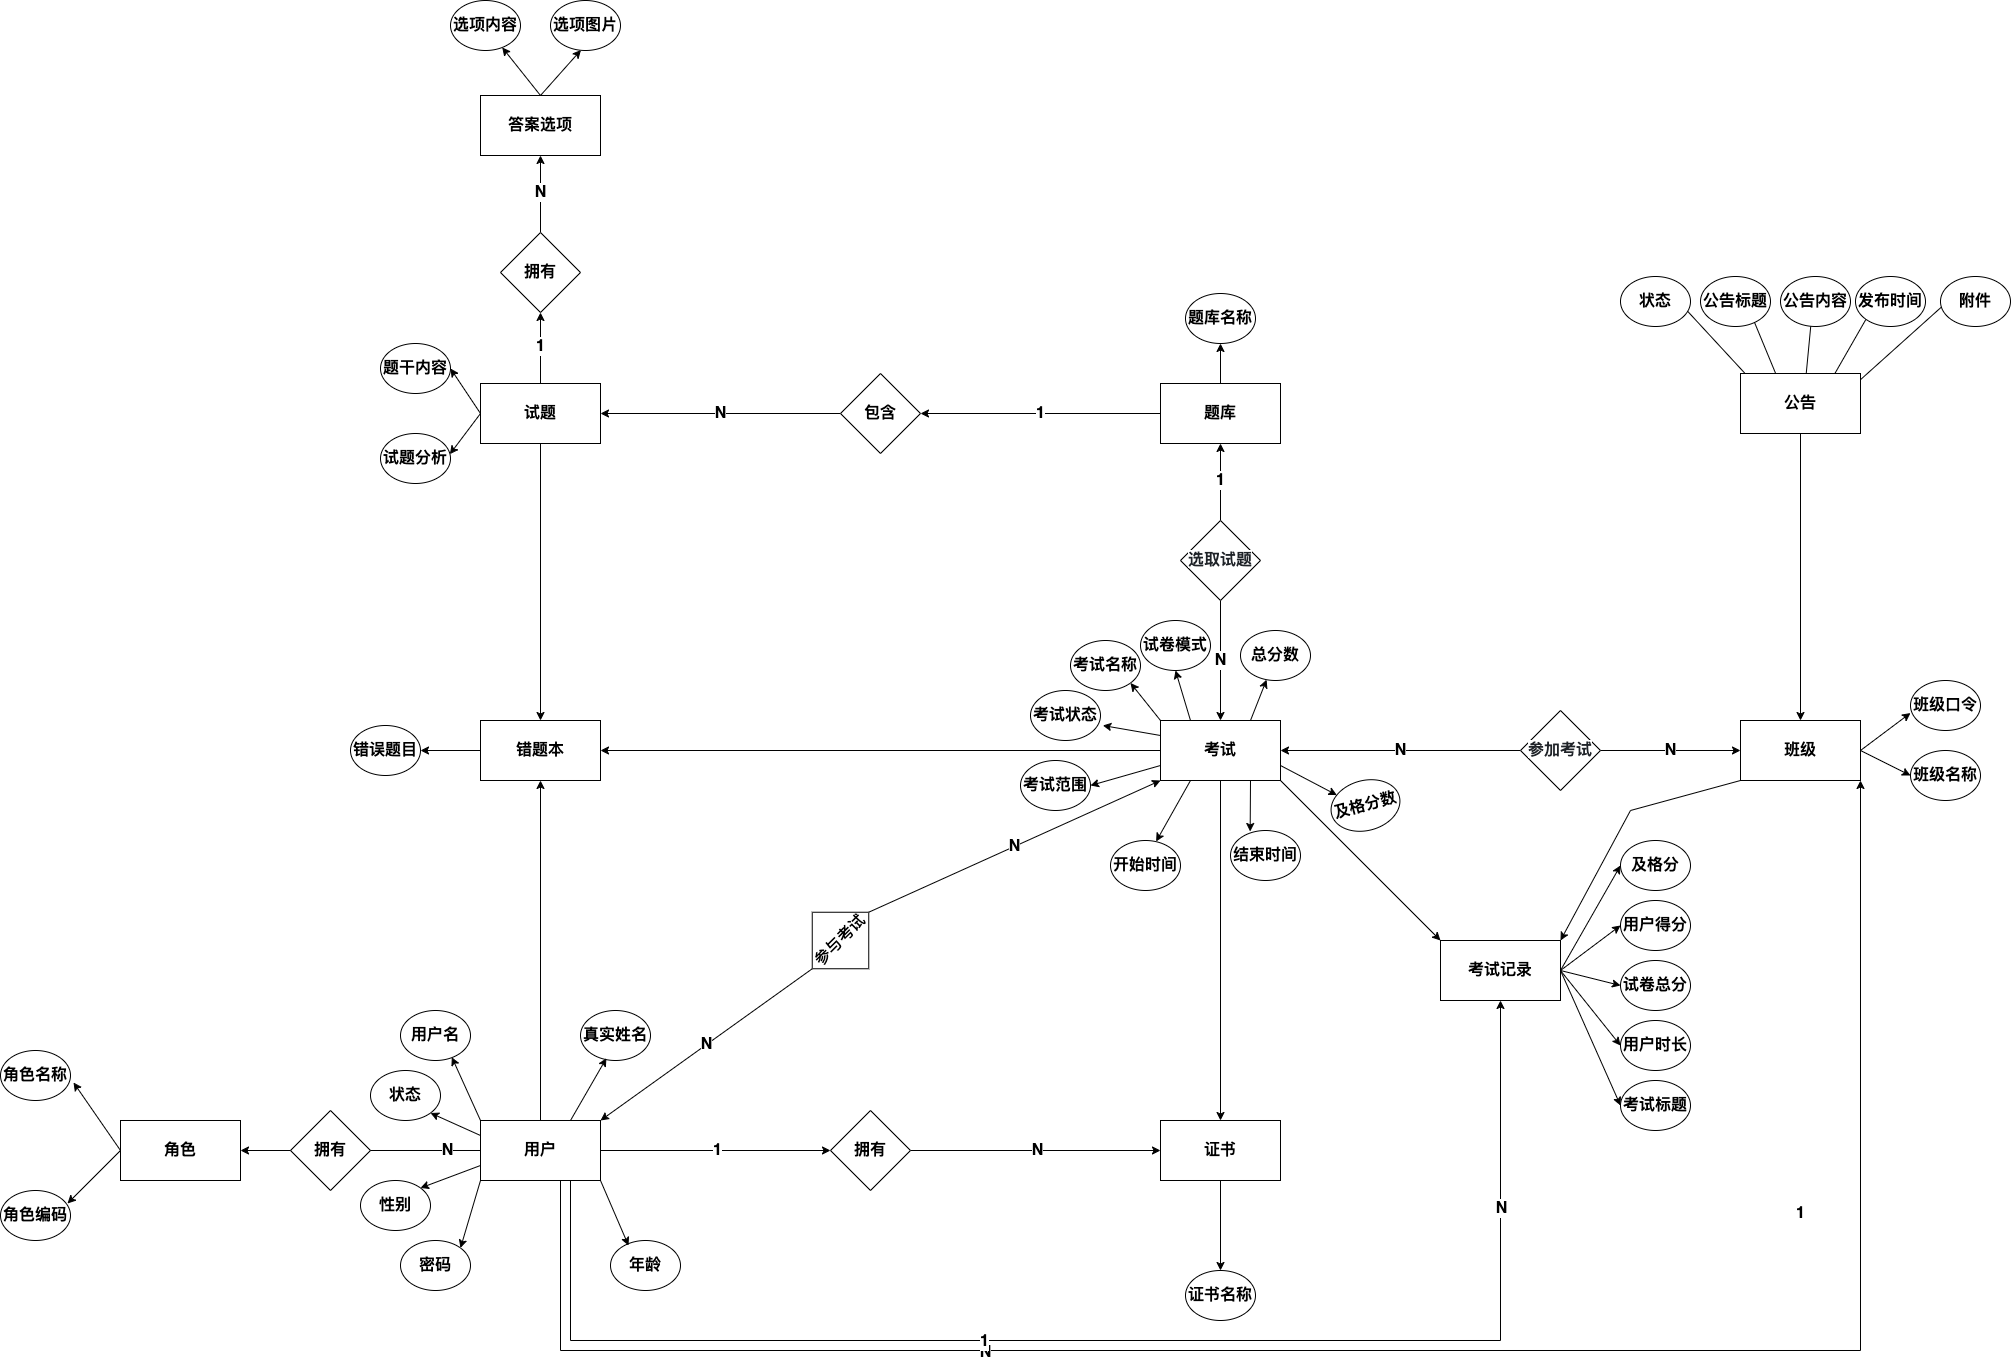 选项内容
选项图片
答案选项
N
拥有
1
题干内容
试题
试题分析
N
包含
1
题库名称
题库
状态
公告标题
公告内容
发布时间
附件
公告
1
选取试题
N
考试名称
试卷模式
总分数
考试状态
考试
考试范围
开始时间
结束时间
及格分数
错误题目
错题本
N
参加考试
N
班级
班级口令
班级名称
N
参与考试
N
考试记录
及格分
用户得分
试卷总分
用户时长
考试标题
用户名
真实姓名
状态
角色名称
角色
角色编码
拥有
N
用户
性别
密码
年龄
1
拥有
N
证书
证书名称
N
1
1
N